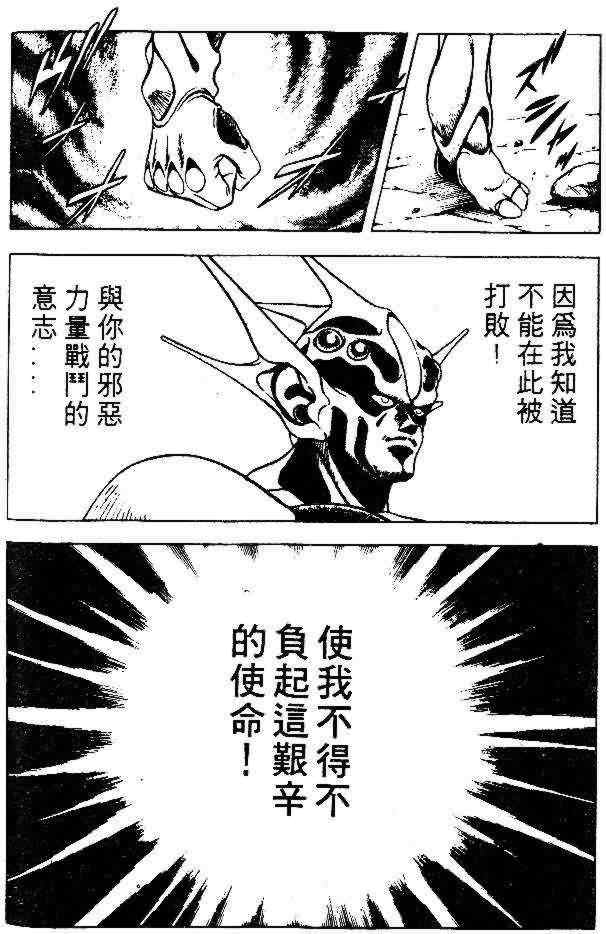 因爲我知道
不能在此被
打敗！
與你的邪惡
力量戰鬥的
意志……
使我不得不
負起這艱辛
的使命！